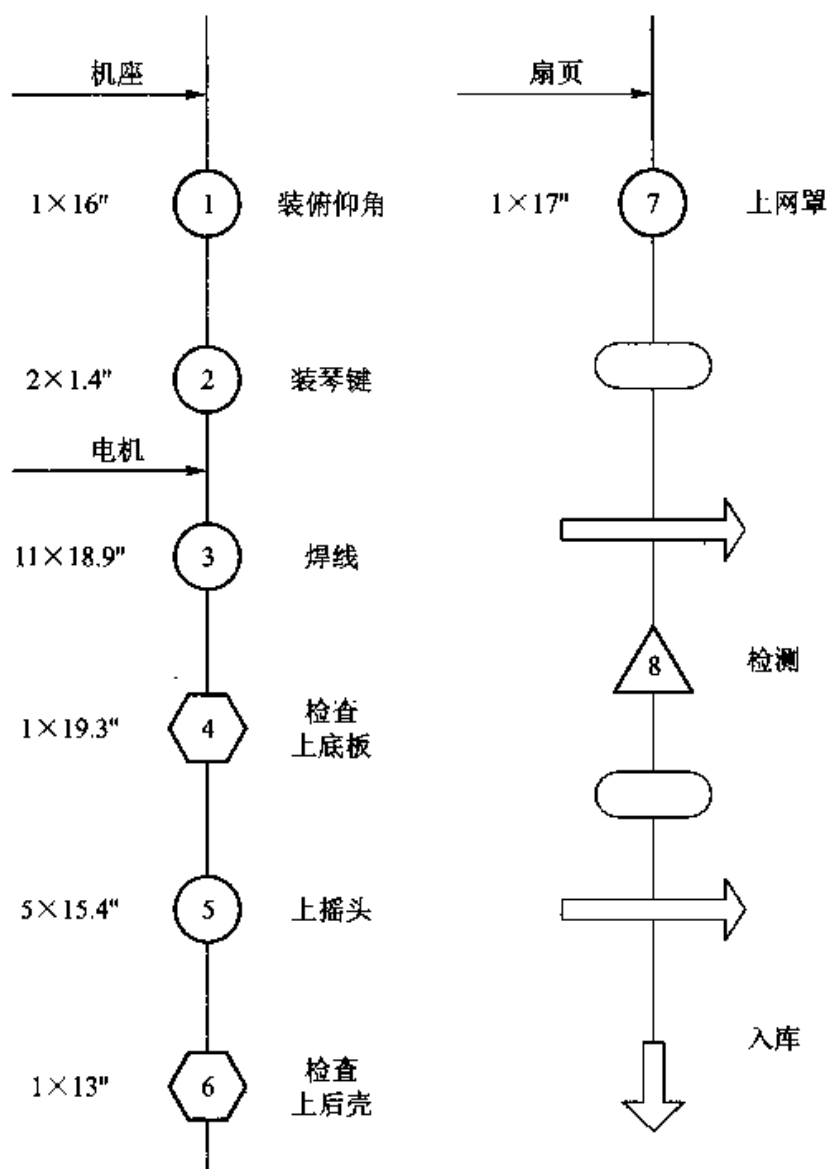 机座
1×16" 1 装俯仰角
2×1.4" 2 装琴键
电机
11×18.9" 3 焊线
1×19.3" 4 检查
上底板
5×15.4" 5 上摇头
1×13" 6 检查
上后壳
扇页
1×17" 7 上网罩
8 检测
入库